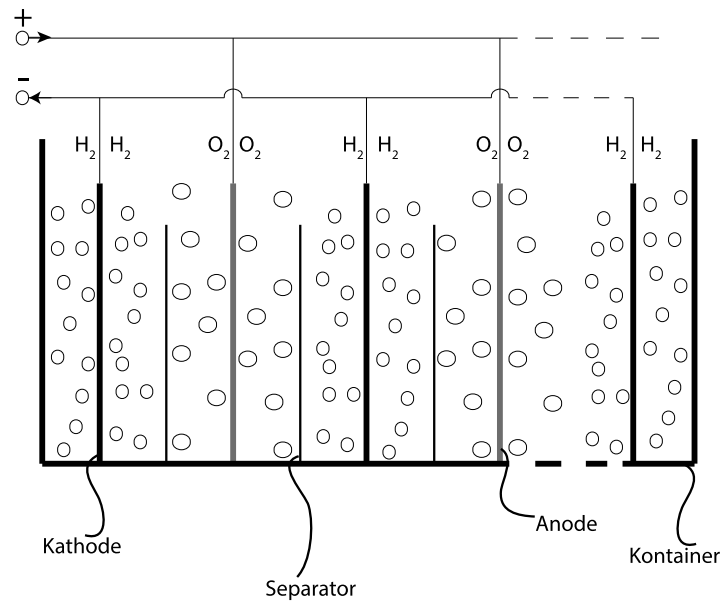 +
-
H₂ H₂ O₂ O₂ H₂ H₂ O₂ O₂ H₂ H₂
Kathode
Separator
Anode
Kontainer